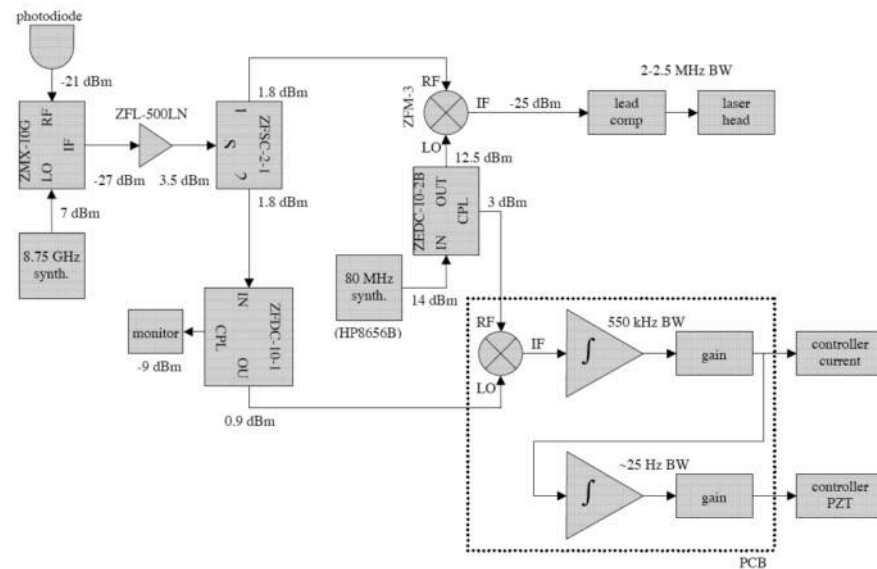 photodiode
-21 dBm
ZMX-10G
RF
IF
LO
7 dBm
8.75 GHz
synth.
-27 dBm
ZFL-500LN
3.5 dBm
1.8 dBm
ZFSC-2-1
1
S
2
1.8 dBm
ZFDC-10-1
IN
CPL
OU
monitor
-9 dBm
0.9 dBm
80 MHz
synth.
(HP8656B)
14 dBm
ZEDC-10-2B
OUT
CPL
IN
12.5 dBm
3 dBm
ZFM-3
RF
IF
LO
-25 dBm
2-2.5 MHz BW
lead
comp
laser
head
RF
IF
LO
∫
550 kHz BW
gain
controller
current
∫
~25 Hz BW
gain
controller
PZT
PCB